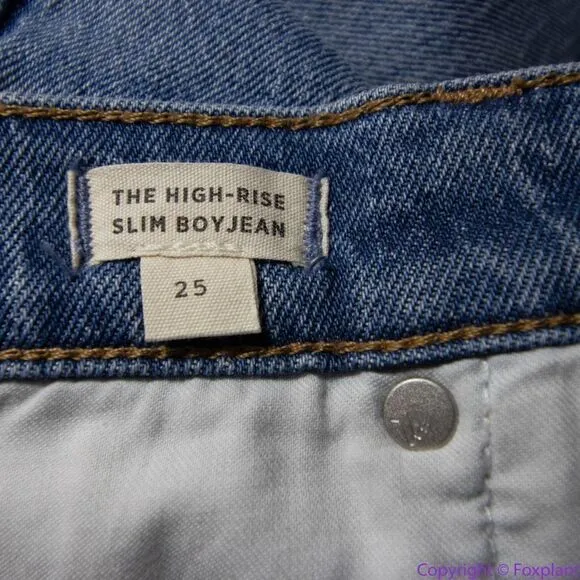 THE HIGH-RISE
SLIM BOYJEAN
25
Copyright © Foxplan